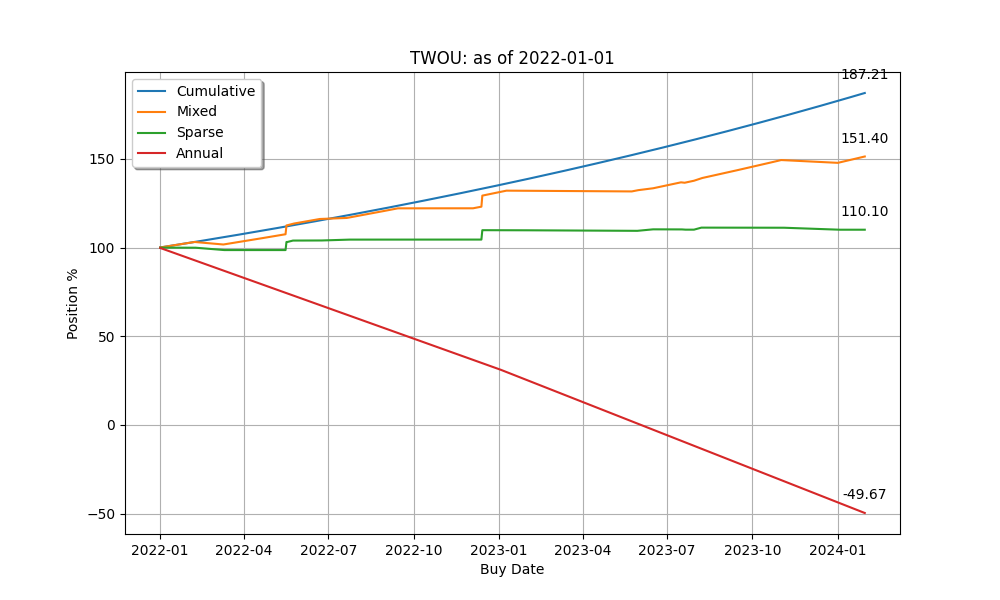 TWOU: as of 2022-01-01
Cumulative
Mixed
Sparse
Annual
187.21
151.40
110.10
-49.67
150
100
50
0
−50
Position %
2022-01
2022-04
2022-07
2022-10
2023-01
2023-04
2023-07
2023-10
2024-01
Buy Date